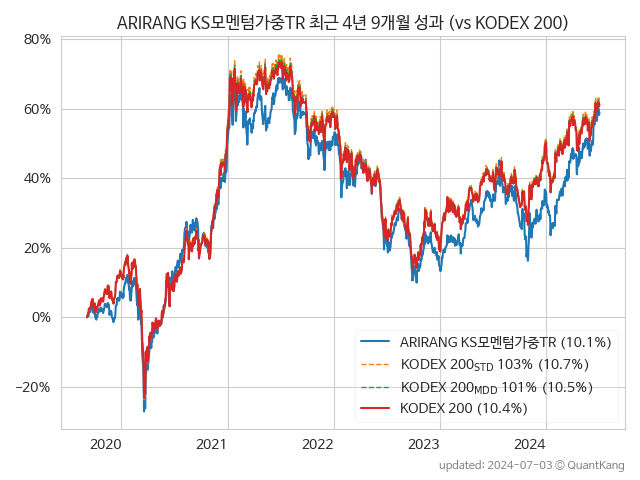 ARIRANG KS모멘텀가중TR 최근 4년 9개월 성과 (vs KODEX 200)
80%
60%
40%
20%
0%
−20%
ARIRANG KS모멘텀가중TR (10.1%)
KODEX 200STD 103% (10.7%)
KODEX 200MDD 101% (10.5%)
KODEX 200 (10.4%)
2020 2021 2022 2023 2024
updated: 2024-07-03 © QuantKang